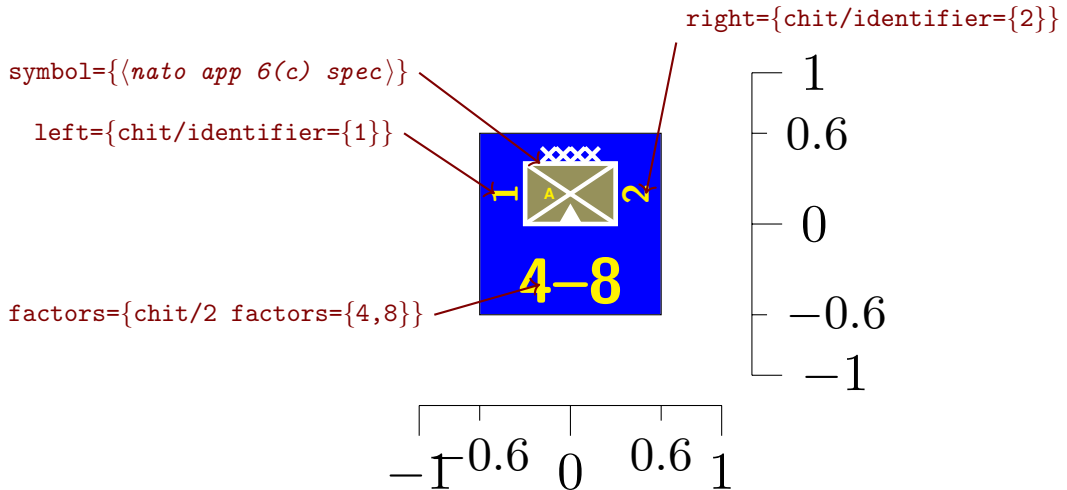 right={chit/identifier={2}}
symbol={⟨nato app 6(c) spec⟩}
left={chit/identifier={1}}
1
2
A
4−8
factors={chit/2 factors={4,8}}
1
0.6
0
−0.6
−1
−1 −0.6 0 0.6 1